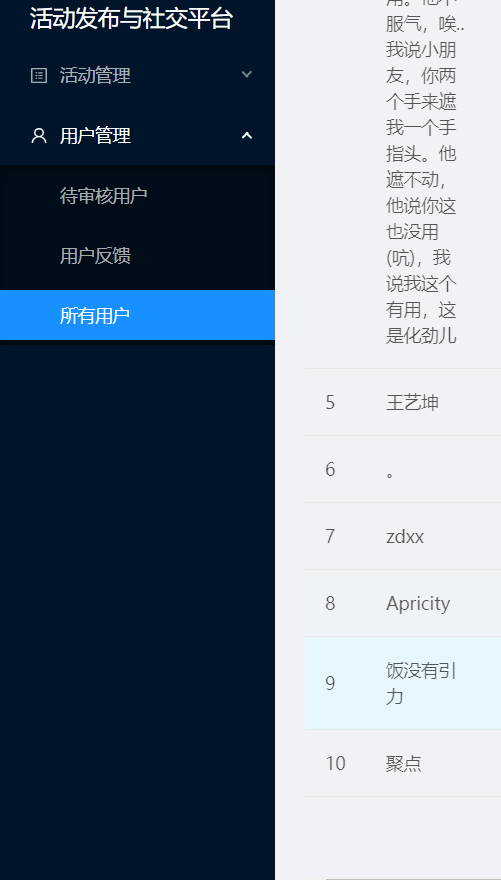 活动发布与社交平台
活动管理
用户管理
待审核用户
用户反馈
所有用户
服气，唉..
我说小朋
友，你两
个手来遮
我一个手
指头。他
遮不动，
他说你这
也没用
(吭)，我
说我这个
有用，这
是化劲儿
5 王艺坤
6 。
7 zdxx
8 Apricity
9 饭没有引
力
10 聚点